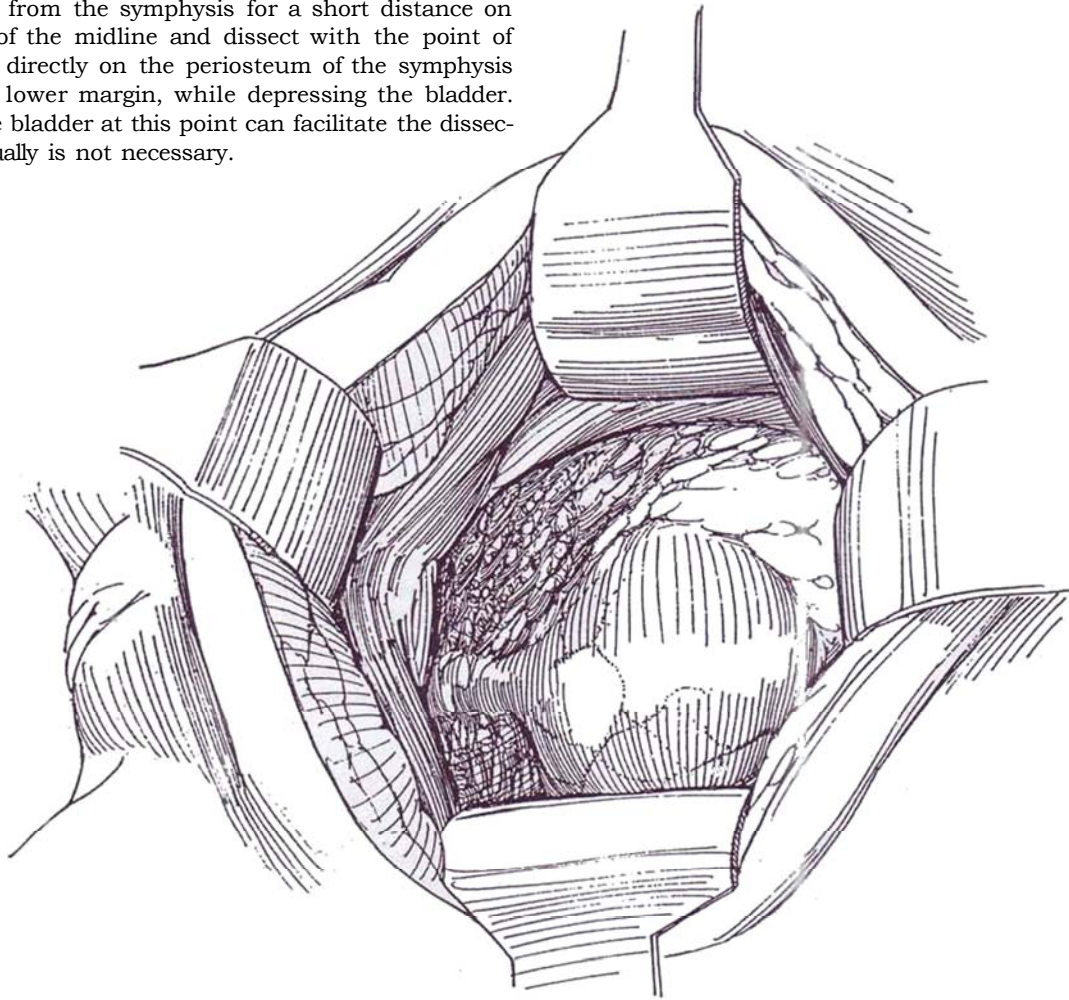 from the symphysis for a short distance on
of the midline and dissect with the point of
directly on the periosteum of the symphysis
lower margin, while depressing the bladder.
e bladder at this point can facilitate the dissec-
ually is not necessary.